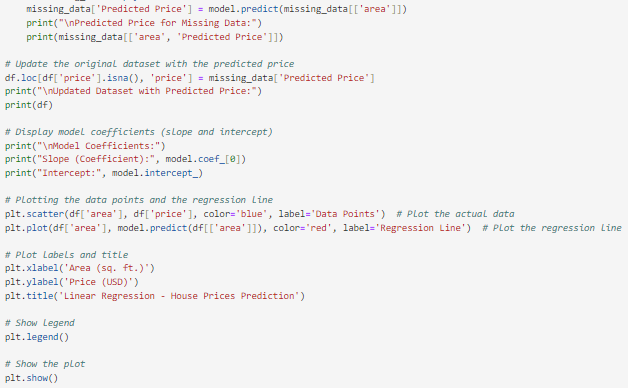 missing_data['Predicted Price'] = model.predict(missing_data[['area']])
print("\nPredicted Price for Missing Data:")
print(missing_data[['area', 'Predicted Price']])
# Update the original dataset with the predicted price
df.loc[df['price'].isna(), 'price'] = missing_data['Predicted Price']
print("\nUpdated Dataset with Predicted Price:")
print(df)
# Display model coefficients (slope and intercept)
print("\nModel Coefficients:")
print("Slope (Coefficient):", model.coef_[0])
print("Intercept:", model.intercept_)
# Plotting the data points and the regression line
plt.scatter(df['area'], df['price'], color='blue', label='Data Points')  # Plot the actual data
plt.plot(df['area'], model.predict(df[['area']]), color='red', label='Regression Line')  # Plot the regression line
# Plot labels and title
plt.xlabel('Area (sq. ft.)')
plt.ylabel('Price (USD)')
plt.title('Linear Regression - House Prices Prediction')
# Show legend
plt.legend()
# Show the plot
plt.show()